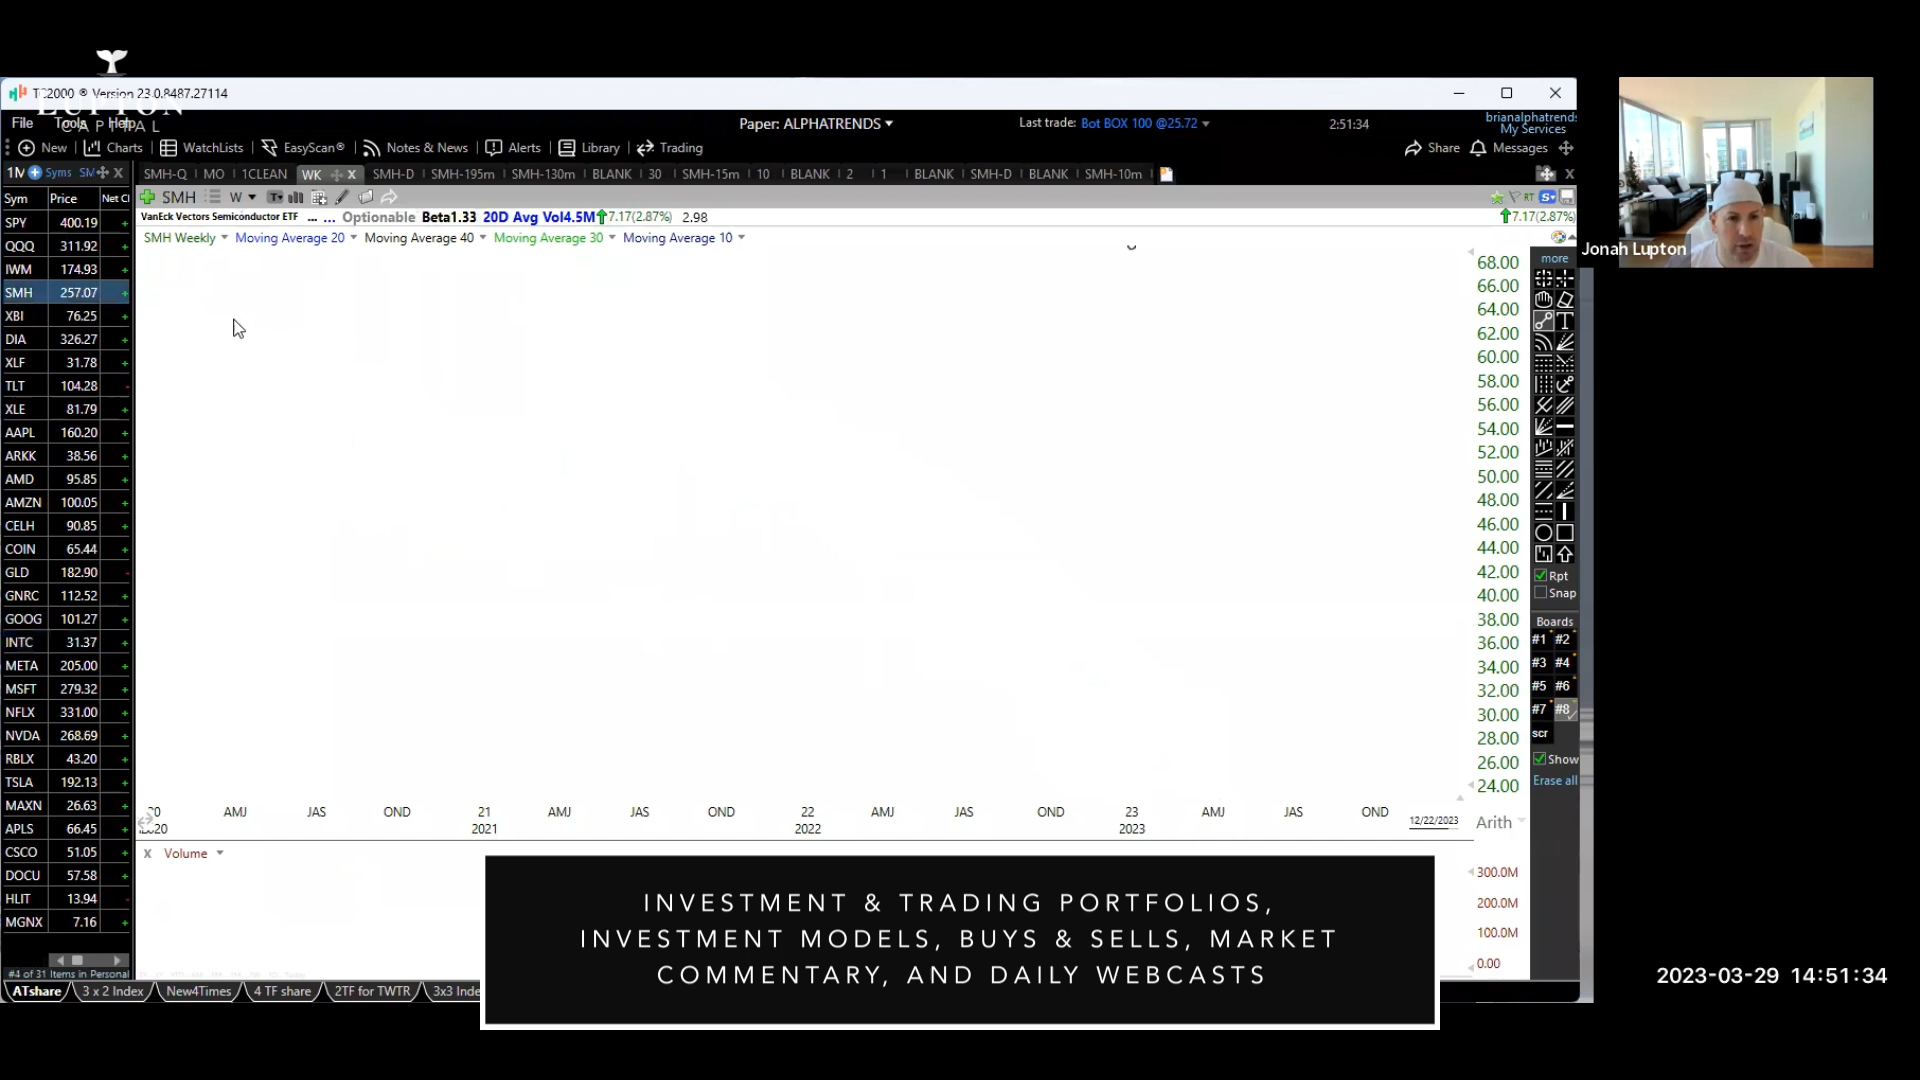 TC2000 ® Version 23.0.8487.27114
LUPTON
CAPITAL
File Tools Help
Paper: ALPHATRENDS
Last trade: Bot BOX 100 @25.72
2:51:34
brianalphatrends
My Services
New Charts WatchLists EasyScan® Notes & News Alerts Library Trading
Share Messages
Syms
SMH-Q MO 1CLEAN WK X SMH-D SMH-195m SMH-130m BLANK 30 SMH-15m 10 BLANK 2 1 BLANK SMH-D BLANK SMH-10m
SMH W
VanEck Vectors Semiconductor ETF ... ... Optionable Beta1.33 20D Avg Vol4.5M 7.17(2.87%) 2.98
7.17(2.87%)
SMH Weekly Moving Average 20 Moving Average 40 Moving Average 30 Moving Average 10
Sym Price Net Cl
SPY 400.19 +
QQQ 311.92 +
IWM 174.93 +
SMH 257.07 +
XBI 76.25 +
DIA 326.27 +
XLF 31.78 +
TLT 104.28 -
XLE 81.79 +
AAPL 160.20 +
ARKK 38.56 +
AMD 95.85 +
AMZN 100.05 +
CELH 90.85 +
COIN 65.44 +
GLD 182.90 -
GNRC 112.52 +
GOOG 101.27 +
INTC 31.37 +
META 205.00 +
MSFT 279.32 +
NFLX 331.00 +
NVDA 268.69 +
RBLX 43.20 +
TSLA 192.13 +
MAXN 26.63 +
APLS 66.45 +
CSCO 51.05 +
DOCU 57.58 +
HLIT 13.94 -
MGNX 7.16 +
#4 of 31 Items in Personal
68.00
66.00
64.00
62.00
60.00
58.00
56.00
54.00
52.00
50.00
48.00
46.00
44.00
42.00
40.00
38.00
36.00
34.00
32.00
30.00
28.00
26.00
24.00
AMJ JAS OND 21 AMJ JAS OND 22 AMJ JAS OND 23 AMJ JAS OND
2021 2022 2023
12/22/2023
Arith
X Volume
300.0M
200.0M
100.0M
0.00
more
Rpt
Snap
Boards
#1 #2
#3 #4
#5 #6
#7 #8
scr
Show
Erase all
Jonah Lupton
INVESTMENT & TRADING PORTFOLIOS,
INVESTMENT MODELS, BUYS & SELLS, MARKET
COMMENTARY, AND DAILY WEBCASTS
ATshare 3 x 2 Index New4Times 4 TF share 2TF for TWTR 3x3 Inde
2023-03-29 14:51:34